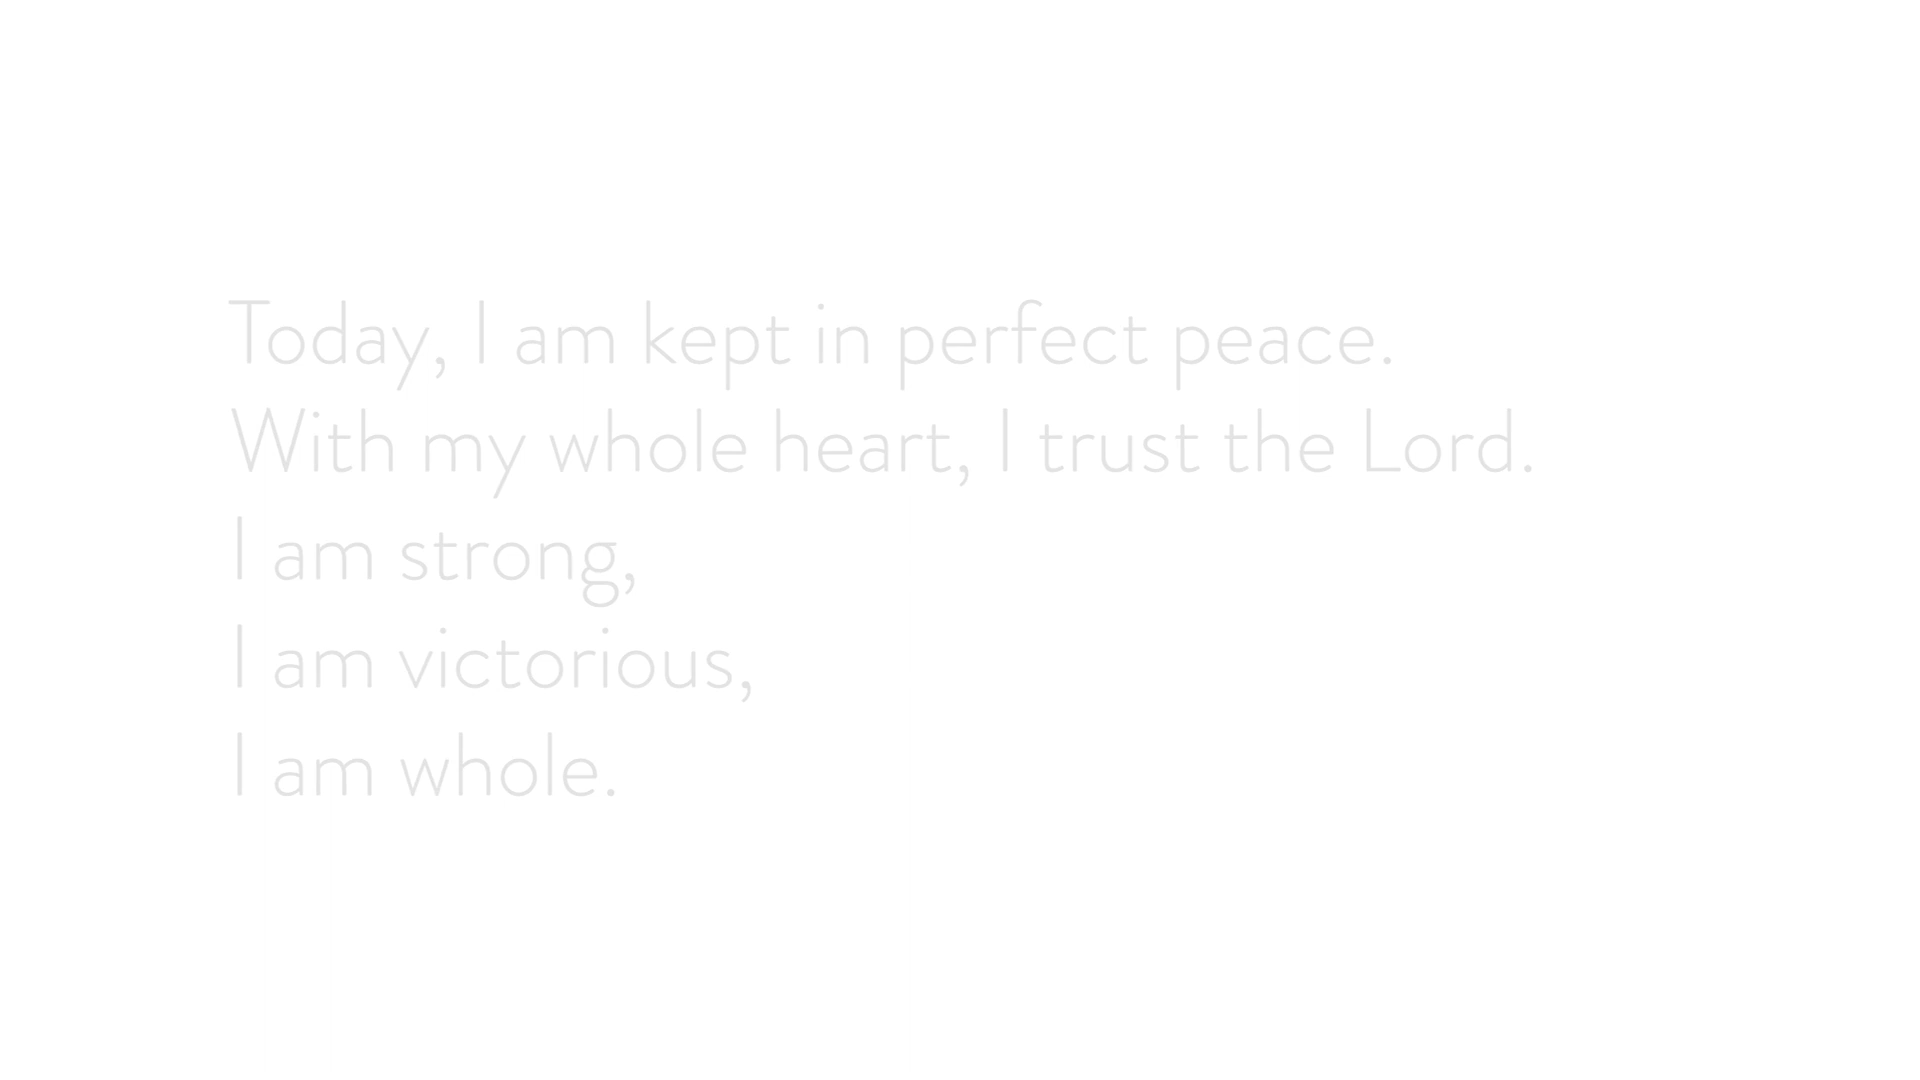 Today, I am kept in perfect peace.
With my whole heart, I trust the Lord.
I am strong,
I am victorious,
I am whole.